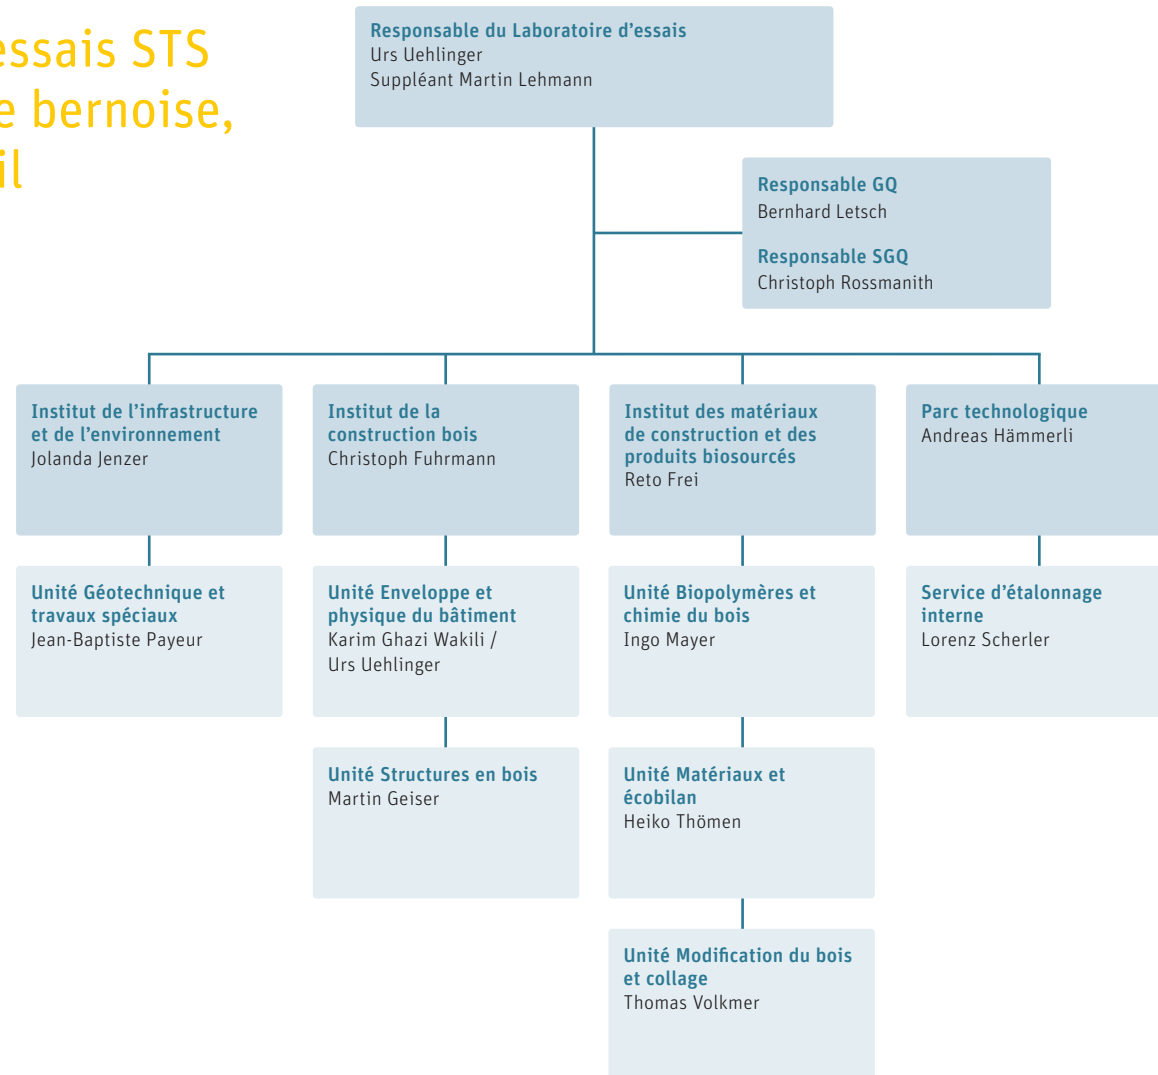 essais STS
e bernoise,
il
Responsable du Laboratoire d'essais
Urs Uehlinger
Suppléant Martin Lehmann
Responsable GQ
Bernhard Letsch
Responsable SGQ
Christoph Rossmanith
Institut de l'infrastructure
et de l'environnement
Jolanda Jenzer
Institut de la
construction bois
Christoph Fuhrmann
Institut des matériaux
de construction et des
produits biosourcés
Reto Frei
Parc technologique
Andreas Hämmerli
Unité Géotechnique et
travaux spéciaux
Jean-Baptiste Payeur
Unité Enveloppe et
physique du bâtiment
Karim Ghazi Wakili /
Urs Uehlinger
Unité Biopolymères et
chimie du bois
Ingo Mayer
Service d'étalonnage
interne
Lorenz Scherler
Unité Structures en bois
Martin Geiser
Unité Matériaux et
écobilan
Heiko Thömen
Unité Modification du bois
et collage
Thomas Volkmer